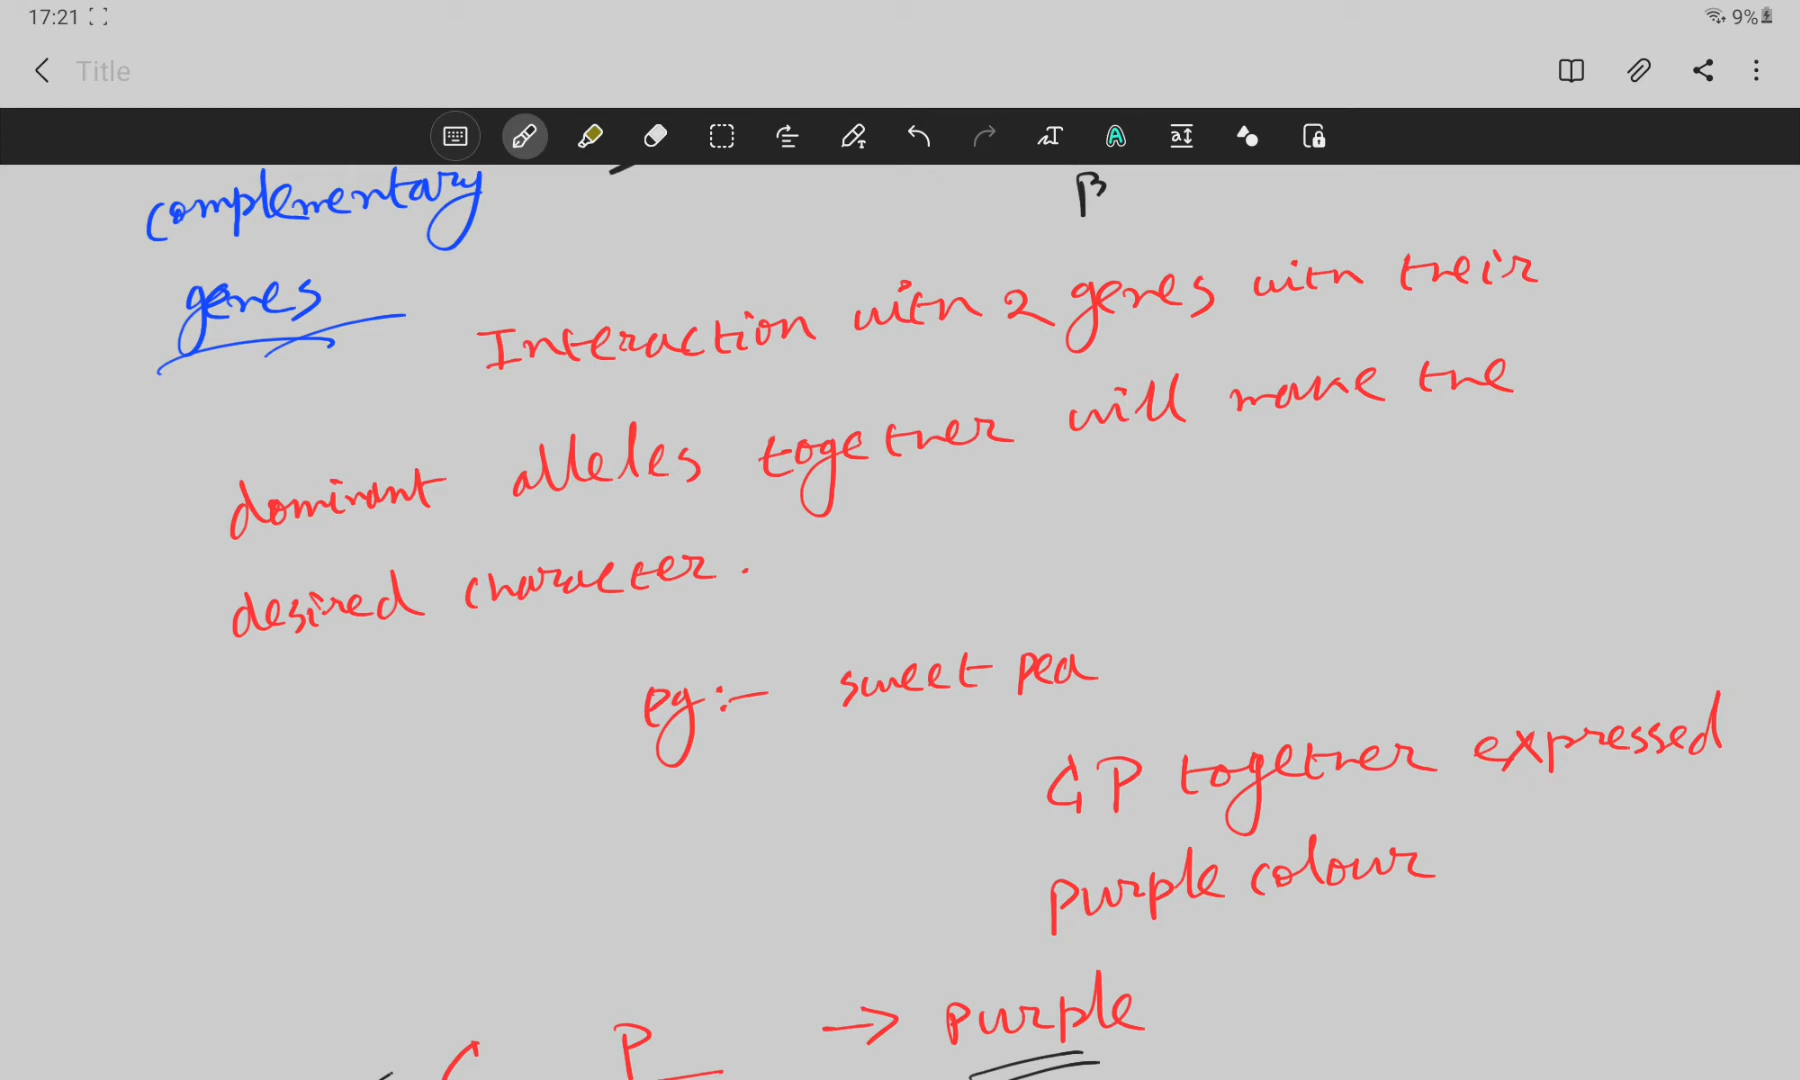 17:21
9%
Title
complementary
β
genes
Interaction with 2 genes with their
dominant alleles together will make the
desired character.
eg:- sweet pea
C P together expressed
purple colour
C P → purple